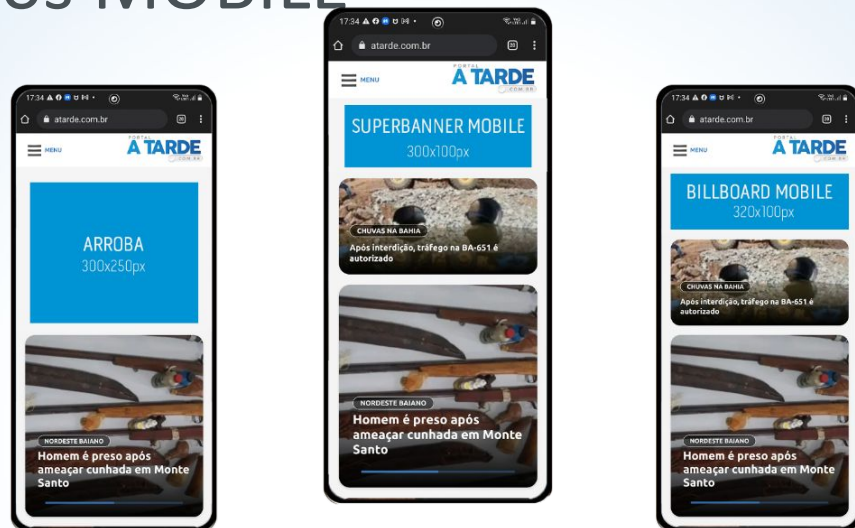 MOBILE
17:34
atarde.com.br
MENU
PORTAL
A TARDE
.COM.BR
ARROBA
300x250px
NORDESTE BAIANO
Homem é preso após
ameaçar cunhada em Monte
Santo
17:34
atarde.com.br
MENU
PORTAL
A TARDE
.COM.BR
SUPERBANNER MOBILE
300x100px
CHUVAS NA BAHIA
Após interdição, tráfego na BA-651 é
autorizado
NORDESTE BAIANO
Homem é preso após
ameaçar cunhada em Monte
Santo
17:34
atarde.com.br
MENU
PORTAL
A TARDE
.COM.BR
BILLBOARD MOBILE
320x100px
CHUVAS NA BAHIA
Após interdição, tráfego na BA-651 é
autorizado
NORDESTE BAIANO
Homem é preso após
ameaçar cunhada em Monte
Santo